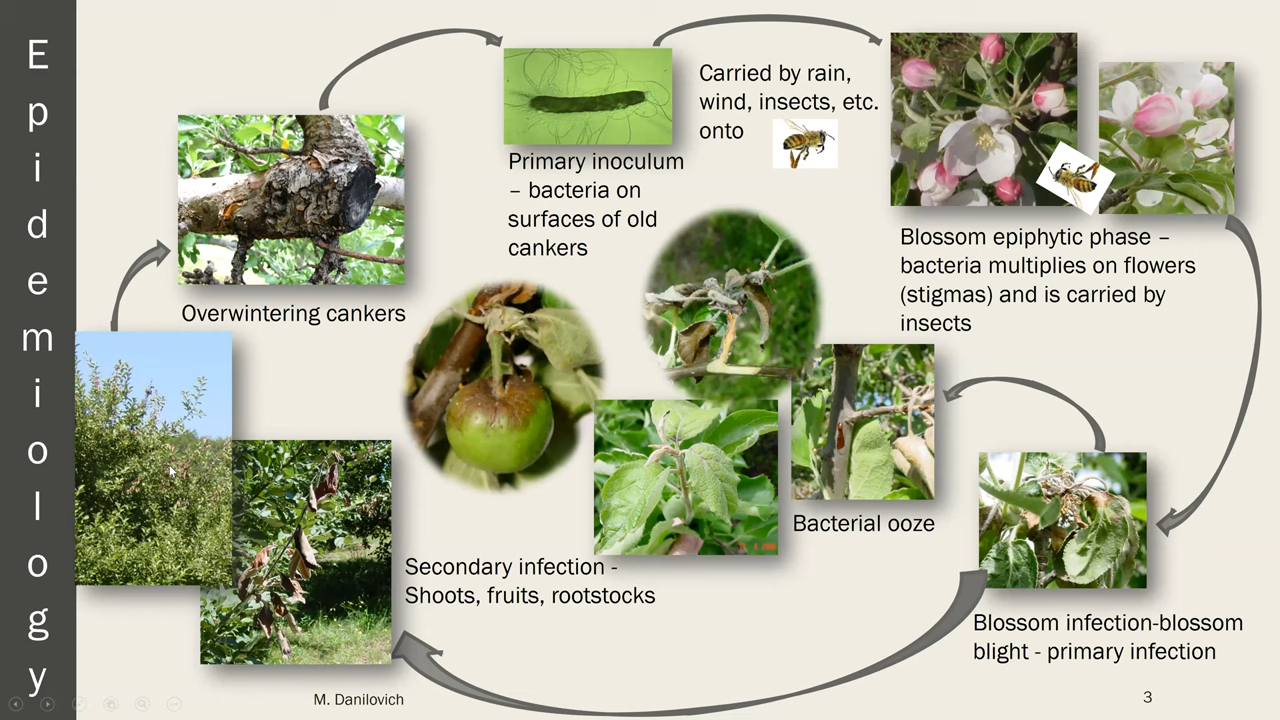 Epidemiology
Overwintering cankers
Primary inoculum
– bacteria on
surfaces of old
cankers
Carried by rain,
wind, insects, etc.
onto
Blossom epiphytic phase –
bacteria multiplies on flowers
(stigmas) and is carried by
insects
Blossom infection-blossom
blight - primary infection
Bacterial ooze
Secondary infection -
Shoots, fruits, rootstocks
M. Danilovich
3